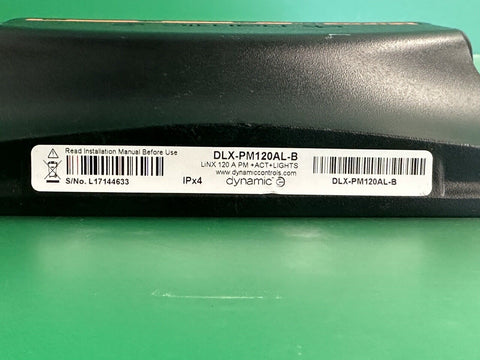 Read Installation Manual Before Use
S/No. L17144633
IPx4
DLX-PM120AL-B
LiNX 120 A PM +ACT+LIGHTS
www.dynamiccontrols.com
dynamic
DLX-PM120AL-B